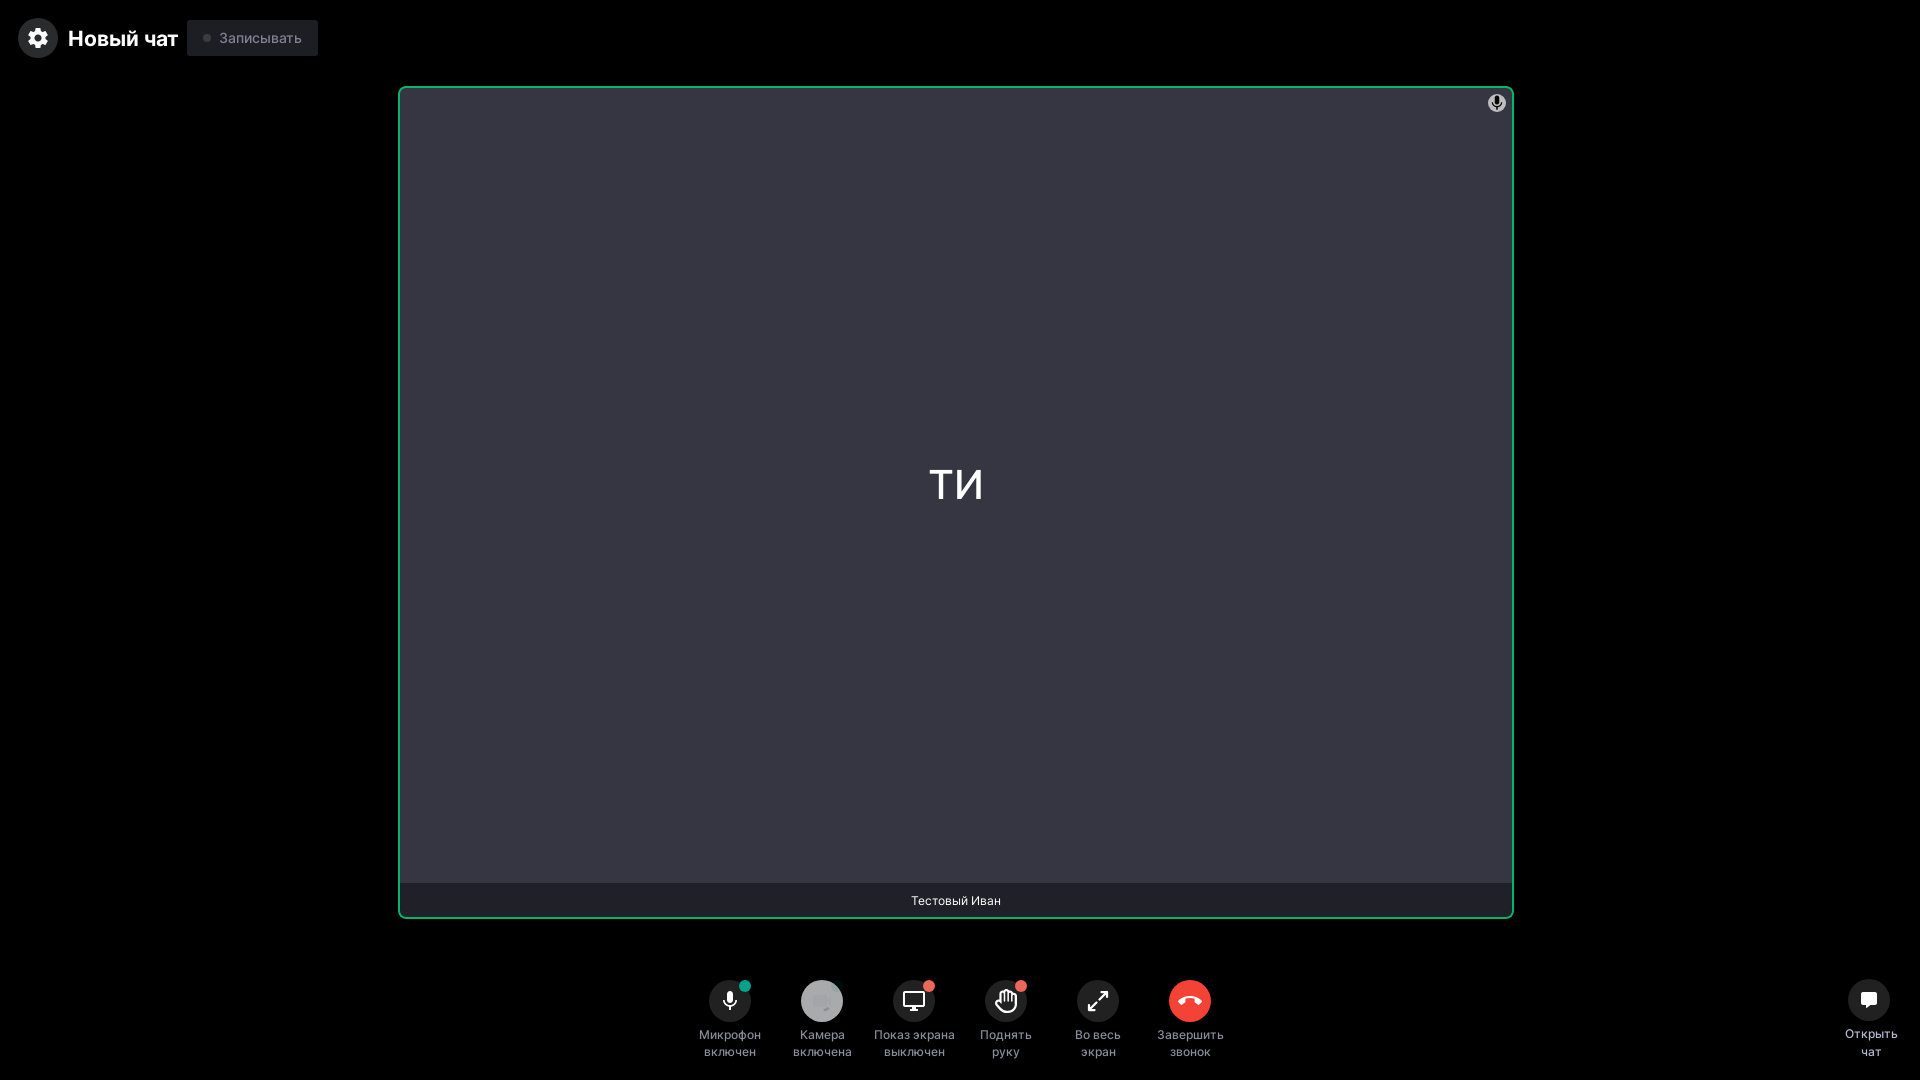 Новый чат
Записывать
ТИ
Тестовый Иван
Микрофон
включен
Камера
включена
Показ экрана
выключен
Поднять
руку
Во весь
экран
Завершить
звонок
Открыть
чат